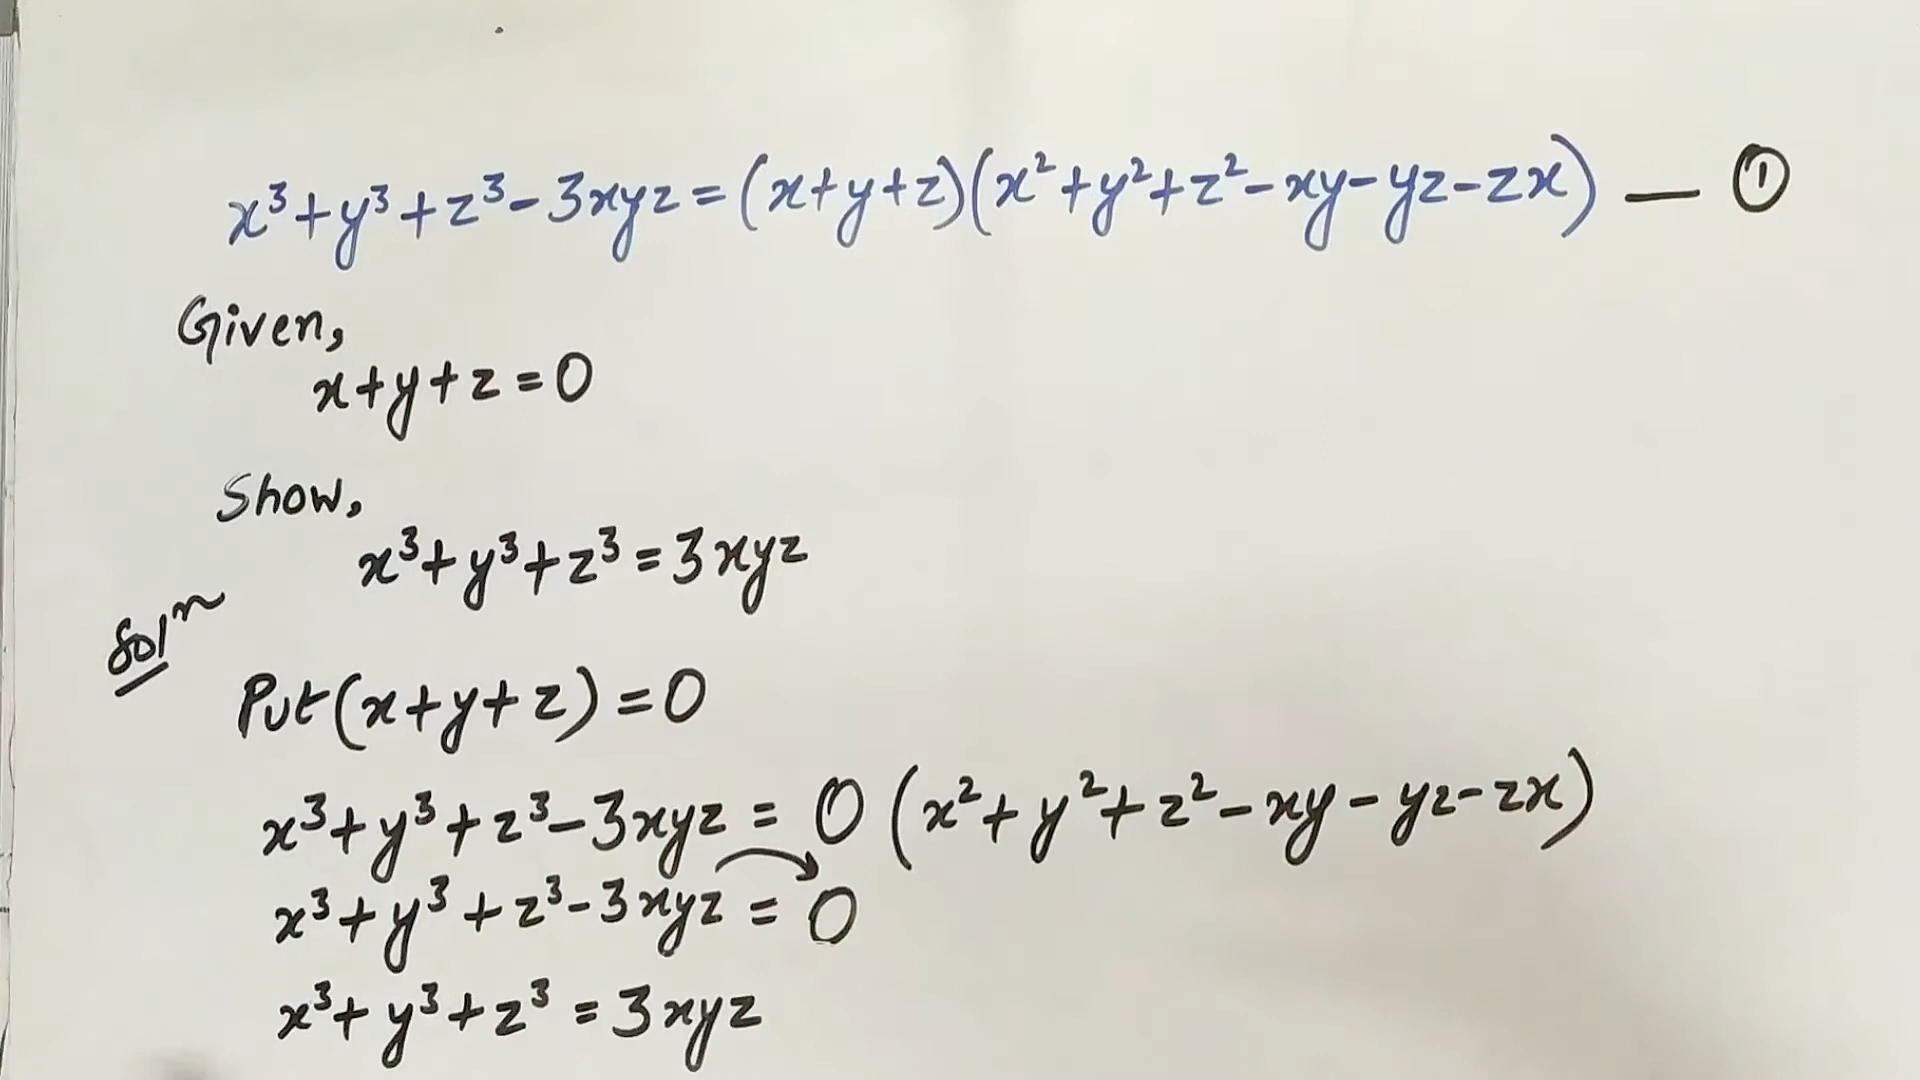 x³+y³+z³-3xyz=(x+y+z)(x²+y²+z²-xy-yz-zx) — ①
Given,
x+y+z=0
Show,
x³+y³+z³=3xyz
Solⁿ
Put(x+y+z)=0
x³+y³+z³-3xyz=0(x²+y²+z²-xy-yz-zx)
x³+y³+z³-3xyz=0
x³+y³+z³=3xyz